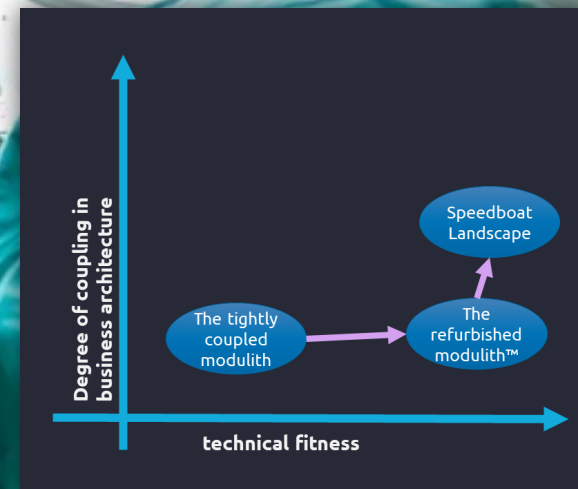 Degree of coupling in
business architecture
Speedboat
Landscape
The tightly
coupled
modulith
The
refurbished
modulith™
technical fitness